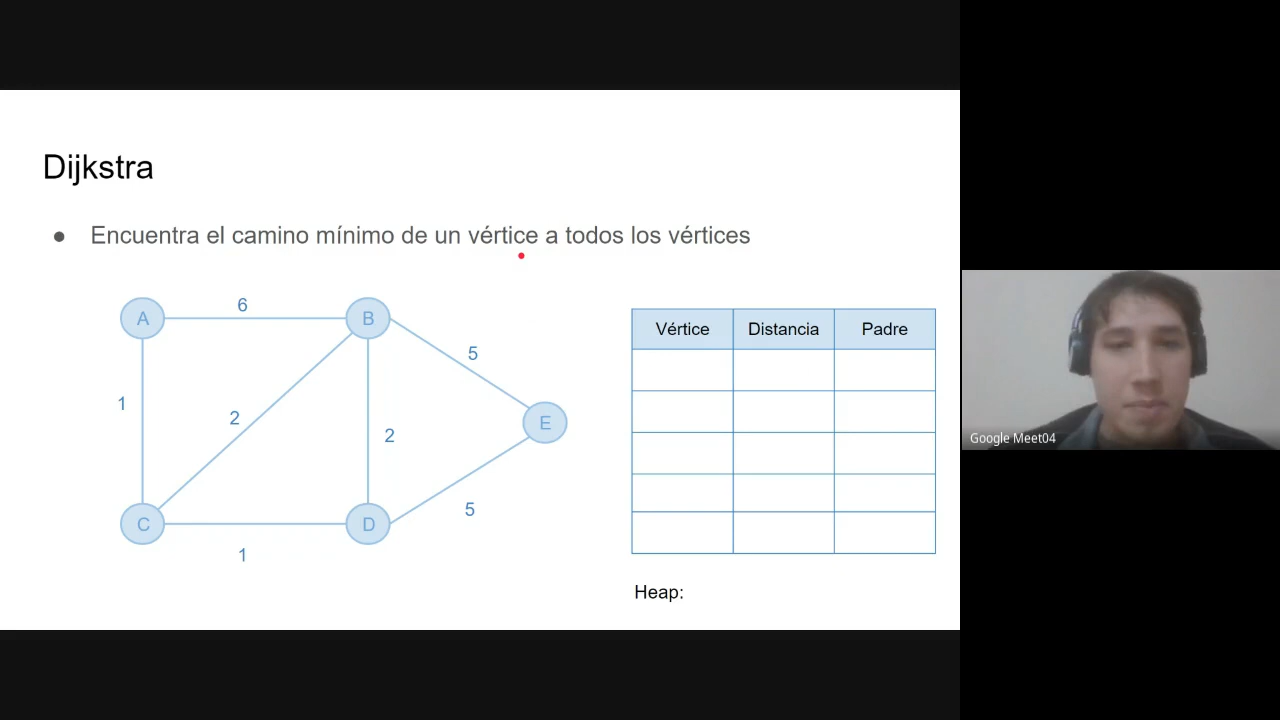 Dijkstra
● Encuentra el camino mínimo de un vértice a todos los vértices
A
6
B
5
1
2
2
E
C
D
5
1
Vértice Distancia Padre
Heap:
Google Meet04